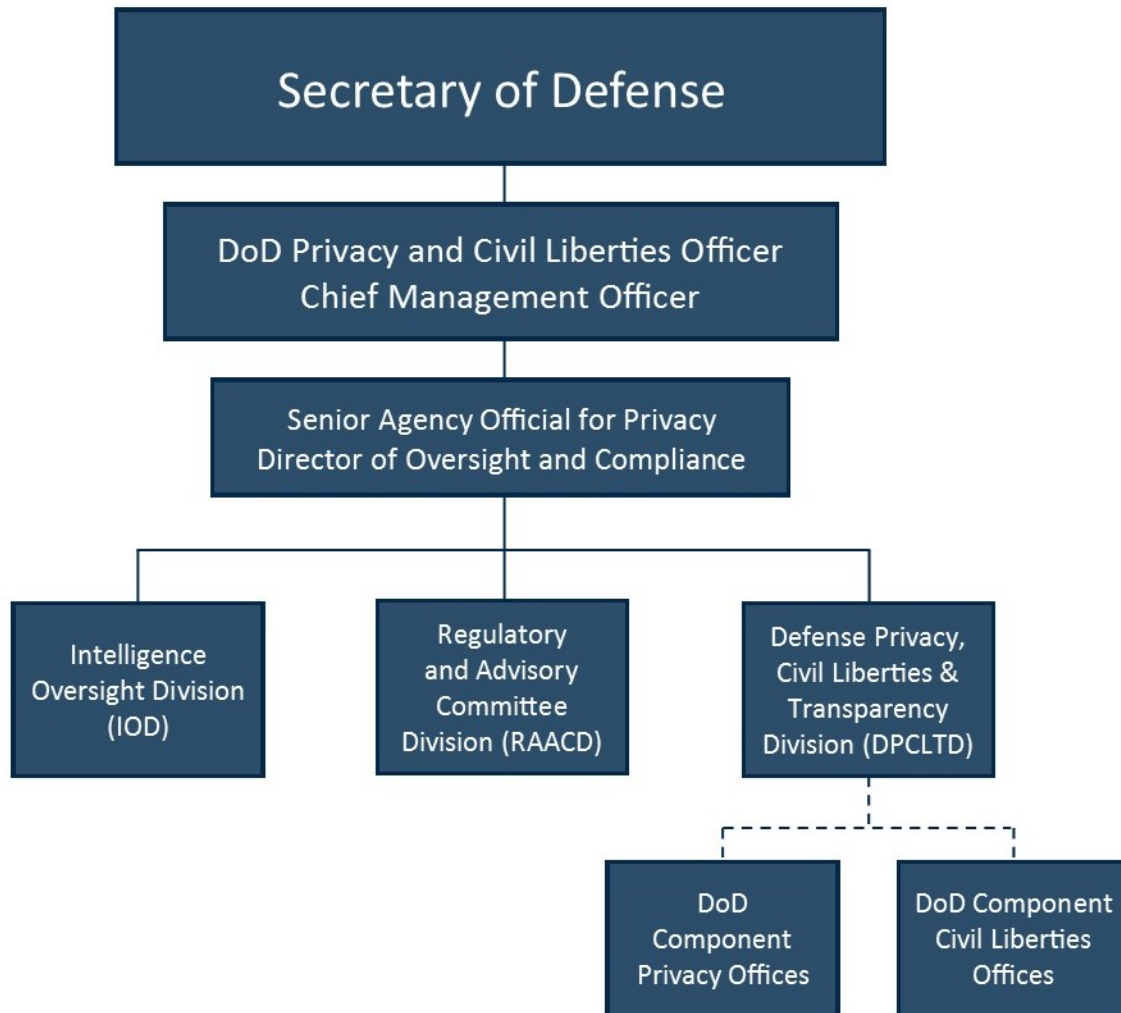 Secretary of Defense
DoD Privacy and Civil Liberties Officer
Chief Management Officer
Senior Agency Official for Privacy
Director of Oversight and Compliance
Intelligence
Oversight Division
(IOD)
Regulatory
and Advisory
Committee
Division (RAACD)
Defense Privacy,
Civil Liberties &
Transparency
Division (DPCLTD)
DoD
Component
Privacy Offices
DoD Component
Civil Liberties
Offices